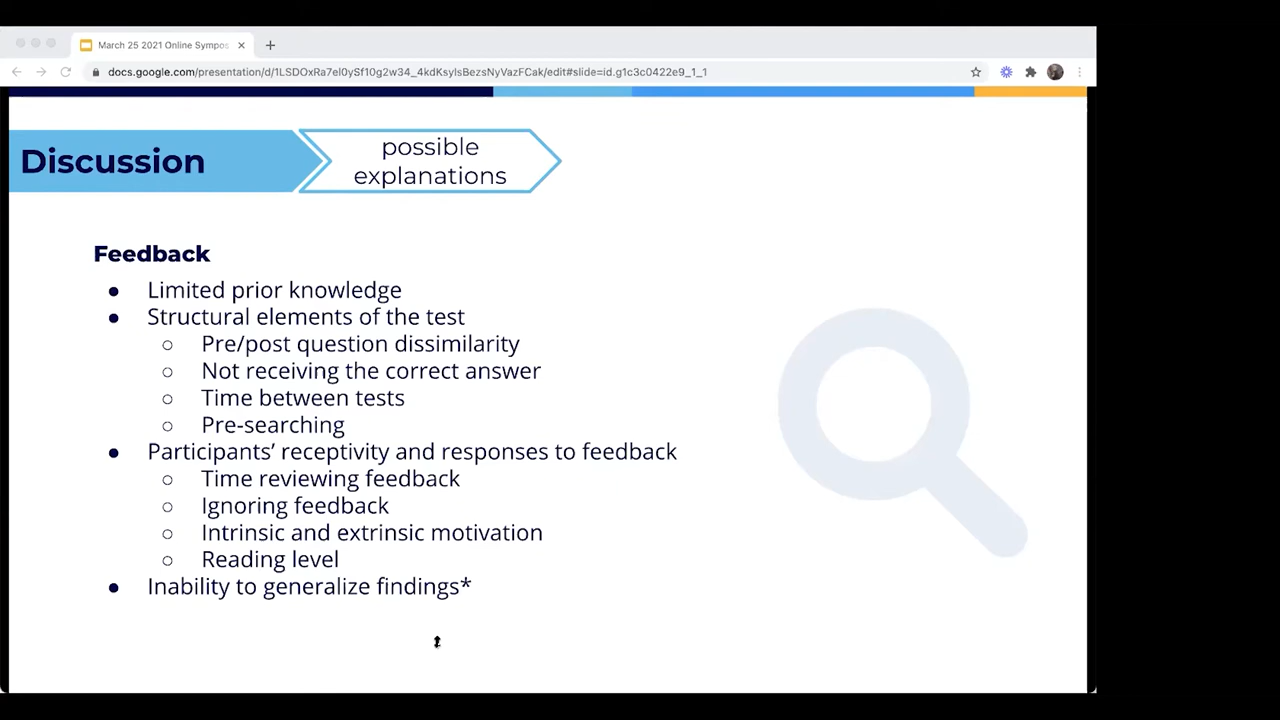 March 25 2021 Online Sympos
docs.google.com/presentation/d/1LSDOxRa7el0ySf10g2w34_4kdKsylsBezsNyVazFCak/edit#slide=id.g1c3c0422e9_1_1
Discussion
possible
explanations
Feedback
● Limited prior knowledge
● Structural elements of the test
○ Pre/post question dissimilarity
○ Not receiving the correct answer
○ Time between tests
○ Pre-searching
● Participants’ receptivity and responses to feedback
○ Time reviewing feedback
○ Ignoring feedback
○ Intrinsic and extrinsic motivation
○ Reading level
● Inability to generalize findings*